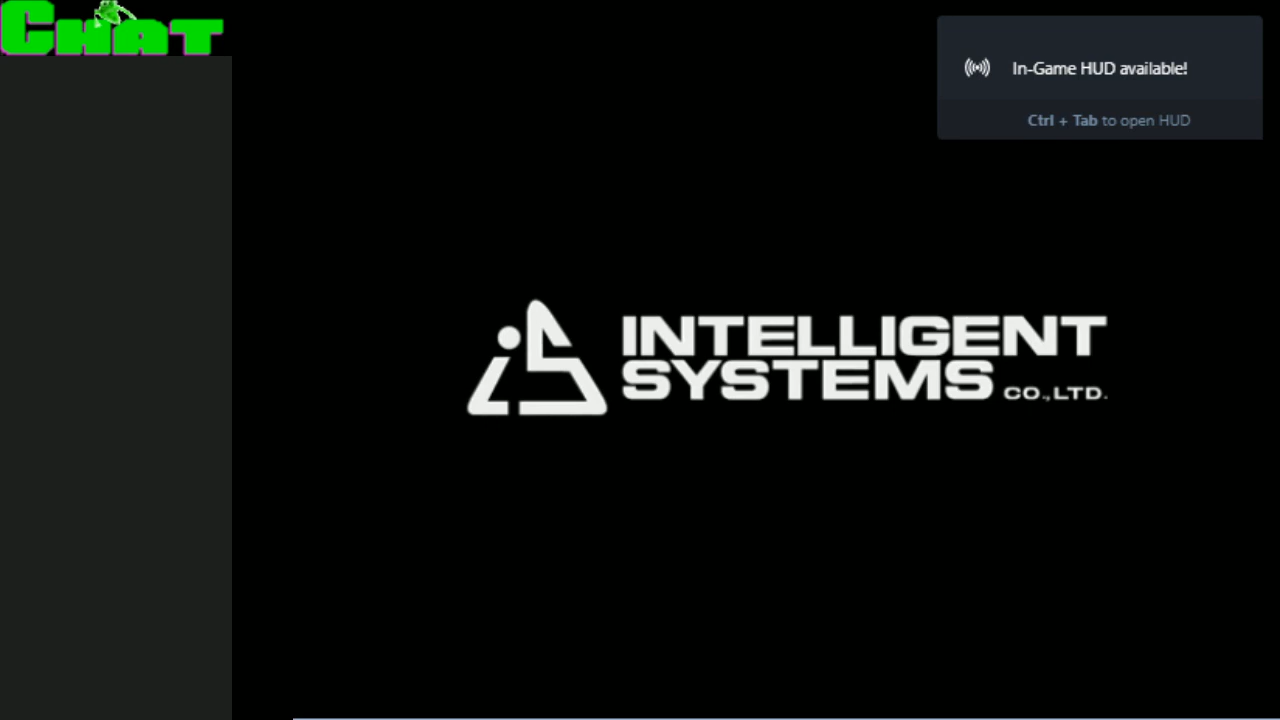 Chat
In-Game HUD available!
Ctrl + Tab to open HUD
INTELLIGENT
SYSTEMS CO.,LTD.